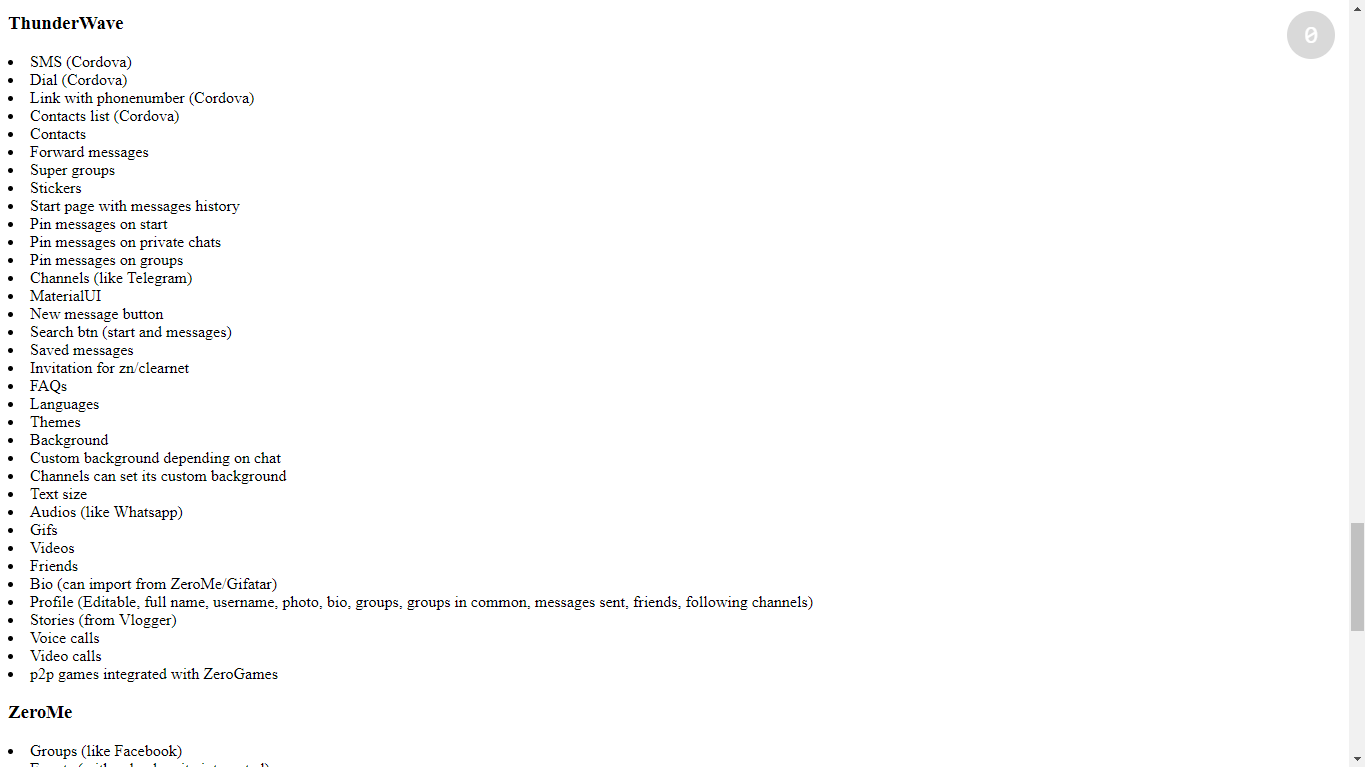 ThunderWave
0
SMS (Cordova)
Dial (Cordova)
Link with phonenumber (Cordova)
Contacts list (Cordova)
Contacts
Forward messages
Super groups
Stickers
Start page with messages history
Pin messages on start
Pin messages on private chats
Pin messages on groups
Channels (like Telegram)
MaterialUI
New message button
Search btn (start and messages)
Saved messages
Invitation for zn/clearnet
FAQs
Languages
Themes
Background
Custom background depending on chat
Channels can set its custom background
Text size
Audios (like Whatsapp)
Gifs
Videos
Friends
Bio (can import from ZeroMe/Gifatar)
Profile (Editable, full name, username, photo, bio, groups, groups in common, messages sent, friends, following channels)
Stories (from Vlogger)
Voice calls
Video calls
p2p games integrated with ZeroGames
ZeroMe
Groups (like Facebook)